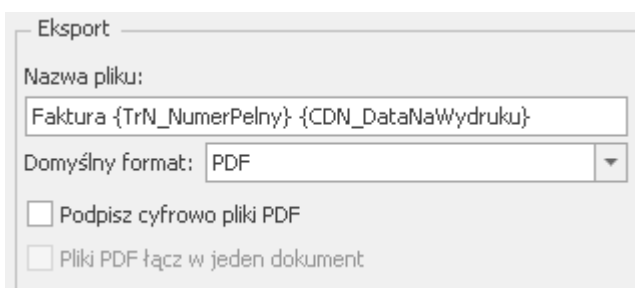 Eksport
Nazwa pliku:
Faktura {TrN_NumerPelny} {CDN_DataNaWydruku}
Domyślny format: PDF
Podpisz cyfrowo pliki PDF
Pliki PDF łącz w jeden dokument